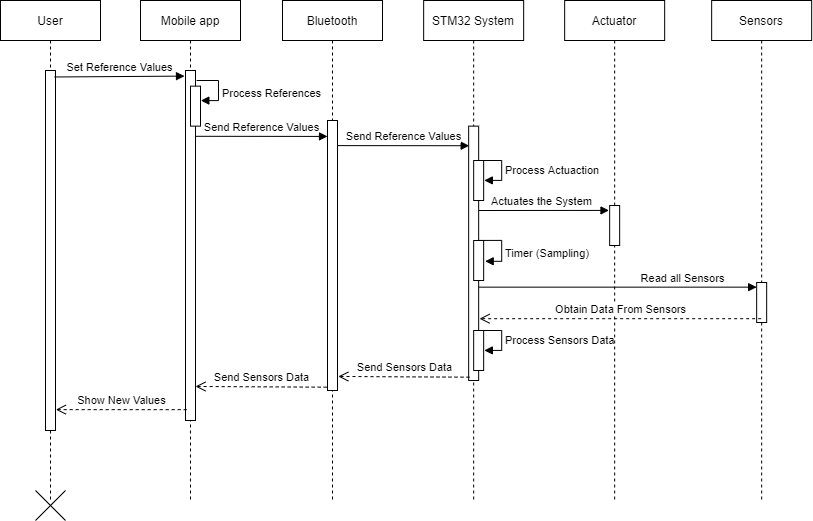 User
Mobile app
Bluetooth
STM32 System
Actuator
Sensors
Set Reference Values
Process References
Send Reference Values
Send Reference Values
Process Actuaction
Actuates the System
Timer (Sampling)
Read all Sensors
Obtain Data From Sensors
Process Sensors Data
Send Sensors Data
Send Sensors Data
Show New Values